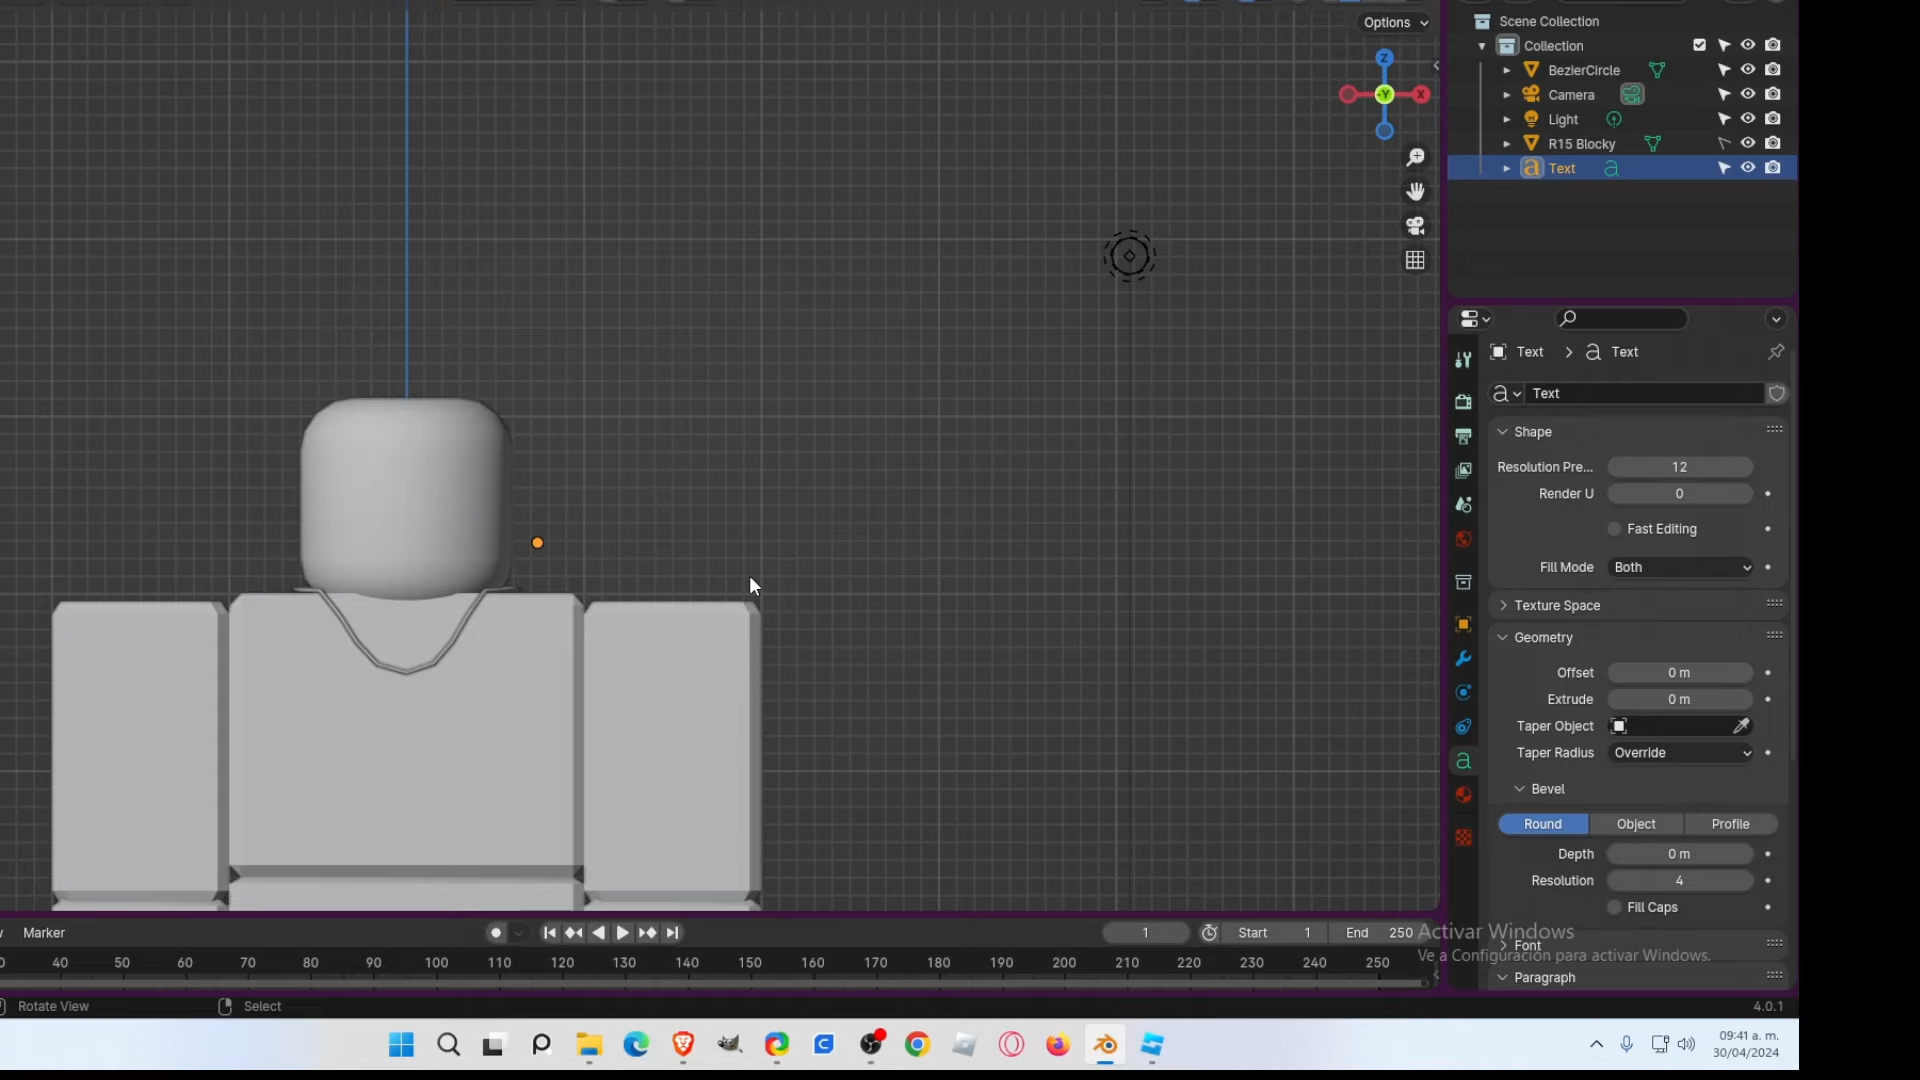 Options
Scene Collection
Collection
BezierCircle
Camera
Light
R15 Blocky
Text
Z
-Y
X
Text > Text
Text
Shape
Resolution Pre... 12
Render U 0
Fast Editing
Fill Mode Both
Texture Space
Geometry
Offset 0 m
Extrude 0 m
Taper Object
Taper Radius Override
Bevel
Round Object Profile
Depth 0 m
Resolution 4
Fill Caps
Font
Paragraph
Activar Windows
Ve a Configuración para activar Windows.
Marker
1 Start 1 End 250
40 50 60 70 80 90 100 110 120 130 140 150 160 170 180 190 200 210 220 230 240 250
Rotate View Select
4.0.1
09:41 a. m.
30/04/2024